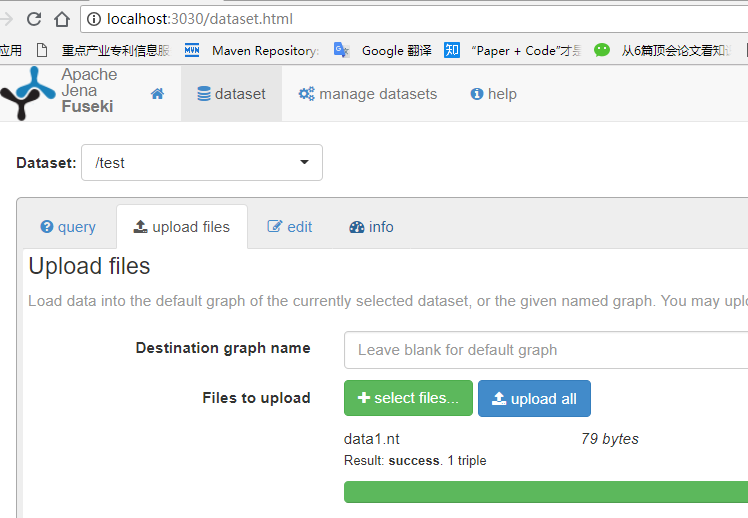 localhost:3030/dataset.html
应用 重点产业专利信息服 Maven Repository: Google 翻译 “Paper + Code”才是 从6篇顶会论文看知识
Apache Jena Fuseki
dataset manage datasets help
Dataset: /test
query upload files edit info
Upload files
Load data into the default graph of the currently selected dataset, or the given named graph. You may uplo
Destination graph name Leave blank for default graph
Files to upload select files... upload all
data1.nt 79 bytes
Result: success. 1 triple